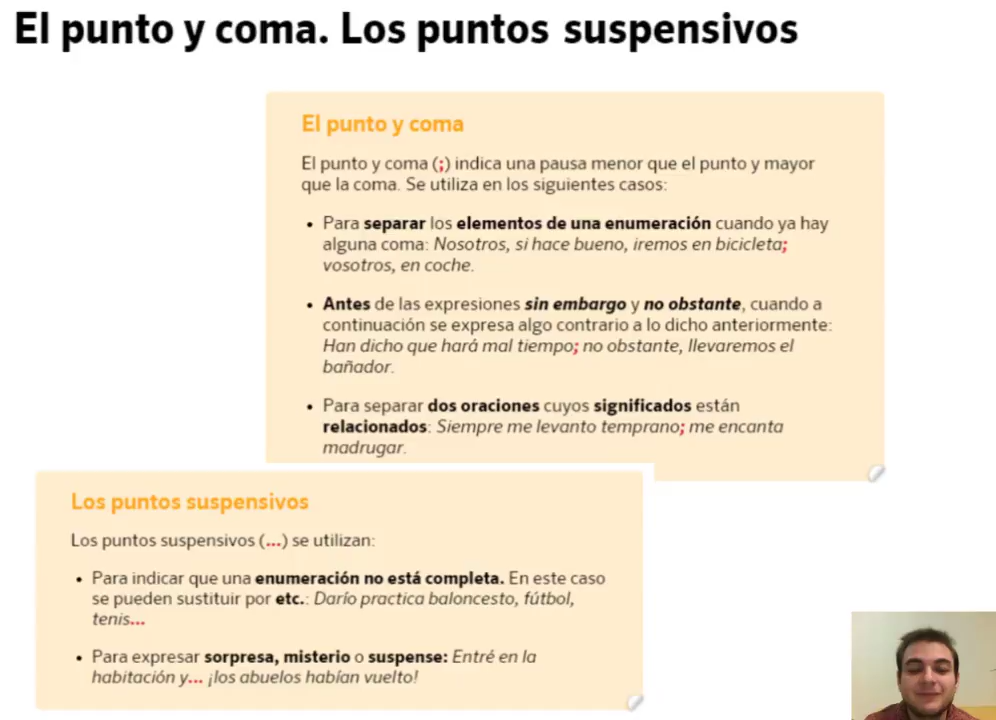 El punto y coma. Los puntos suspensivos
El punto y coma
El punto y coma (;) indica una pausa menor que el punto y mayor
que la coma. Se utiliza en los siguientes casos:
• Para separar los elementos de una enumeración cuando ya hay
alguna coma: Nosotros, si hace bueno, iremos en bicicleta;
vosotros, en coche.
• Antes de las expresiones sin embargo y no obstante, cuando a
continuación se expresa algo contrario a lo dicho anteriormente:
Han dicho que hará mal tiempo; no obstante, llevaremos el
bañador.
• Para separar dos oraciones cuyos significados están
relacionados: Siempre me levanto temprano; me encanta
madrugar.
Los puntos suspensivos
Los puntos suspensivos (...) se utilizan:
• Para indicar que una enumeración no está completa. En este caso
se pueden sustituir por etc.: Darío practica baloncesto, fútbol,
tenis...
• Para expresar sorpresa, misterio o suspense: Entré en la
habitación y... ¡los abuelos habían vuelto!